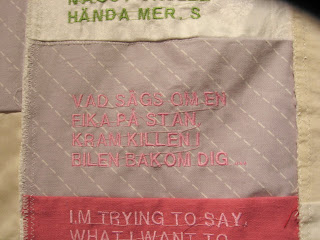 HÄNDA MER. S
VAD SÄGS OM EN
FIKA PÅ STAN.
KRAM KILLEN I
BILEN BAKOM DIG...
I,M TRYING TO SAY,
WHAT I WANT TO